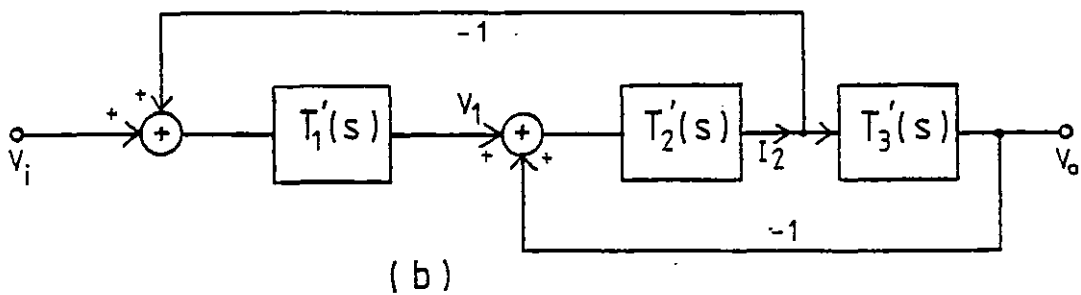 -1
+
+
+
T₁'(s)
V₁
+
+
+
T₂'(s)
I₂
T₃'(s)
Vᵢ
Vₒ
-1
(b)